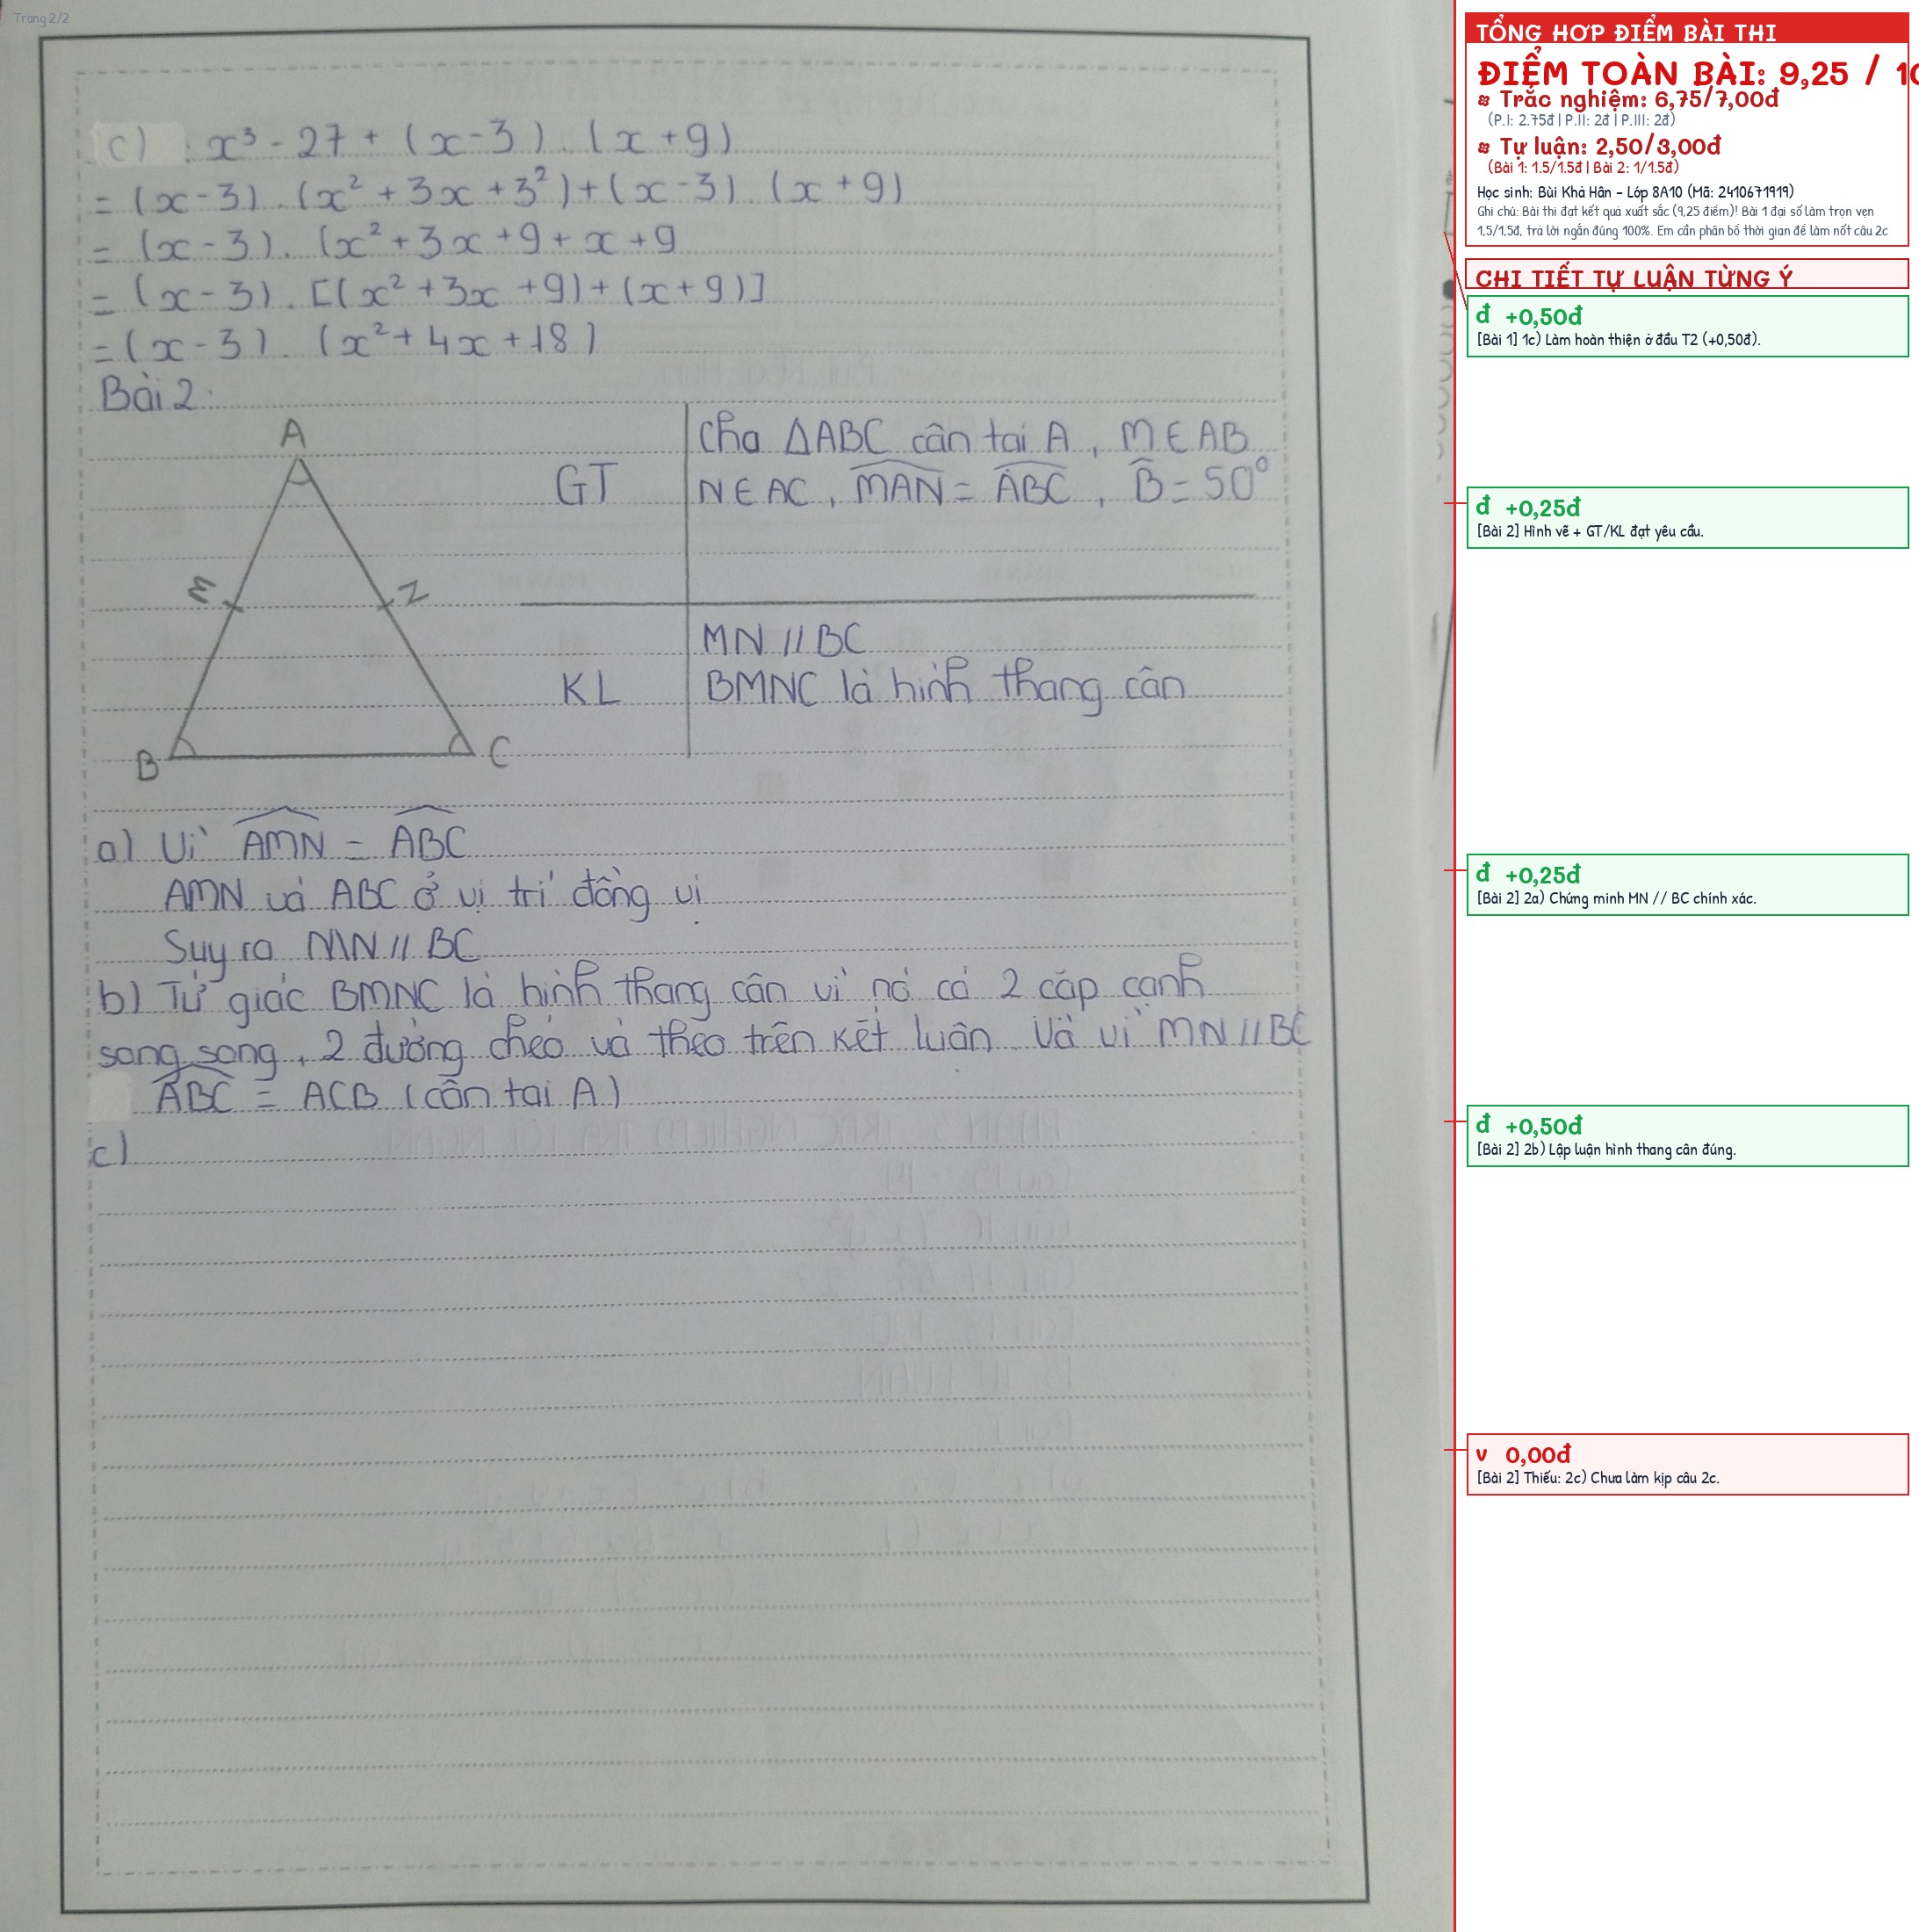 Trang 2/2
c) x³ - 27 + (x-3). (x+9)
= (x-3). (x² + 3x + 3²) + (x-3). (x+9)
= (x-3). (x² + 3x + 9 + x + 9
= (x-3). [(x² + 3x + 9) + (x+9)]
= (x-3). (x² + 4x + 18)
Bài 2:
A
M
N
B
C
GT
Cho ΔABC cân tại A, M ∈ AB
N ∈ AC, MAN = ABC, B = 50°
KL
MN // BC
BMNC là hình thang cân
a) Vì AMN = ABC
AMN và ABC ở vị trí đồng vị
Suy ra MN // BC
b) Tứ giác BMNC là hình thang cân vì nó có 2 cặp cạnh
song song, 2 đường chéo và theo trên kết luận. Và vì MN // BC
ABC = ACB (cân tại A)
c)
TỔNG HỢP ĐIỂM BÀI THI
ĐIỂM TOÀN BÀI: 9,25 / 10
Trắc nghiệm: 6,75/7,00đ
(P.I: 2.75đ | P.II: 2đ | P.III: 2đ)
Tự luận: 2,50/3,00đ
(Bài 1: 1.5/1.5đ | Bài 2: 1/1.5đ)
Học sinh: Bùi Khả Hân - Lớp 8A10 (Mã: 2410671919)
Ghi chú: Bài thi đạt kết quả xuất sắc (9,25 điểm)! Bài 1 đại số làm trọn vẹn
1,5/1,5đ, trả lời ngắn đúng 100%. Em cần phân bổ thời gian để làm nốt câu 2c
CHI TIẾT TỰ LUẬN TỪNG Ý
đ +0,50đ
[Bài 1] 1c) Làm hoàn thiện ở đầu T2 (+0,50đ).
đ +0,25đ
[Bài 2] Hình vẽ + GT/KL đạt yêu cầu.
đ +0,25đ
[Bài 2] 2a) Chứng minh MN // BC chính xác.
đ +0,50đ
[Bài 2] 2b) Lập luận hình thang cân đúng.
v 0,00đ
[Bài 2] Thiếu: 2c) Chưa làm kịp câu 2c.